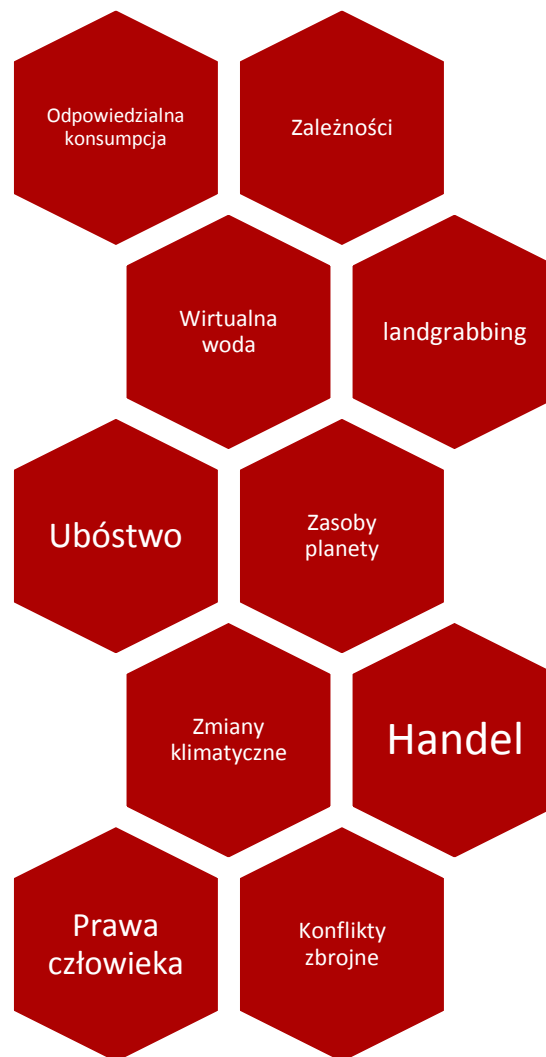 Odpowiedzialna
konsumpcja
Zależności
Wirtualna
woda
landgrabbing
Ubóstwo
Zasoby
planety
Zmiany
klimatyczne
Handel
Prawa
człowieka
Konflikty
zbrojne